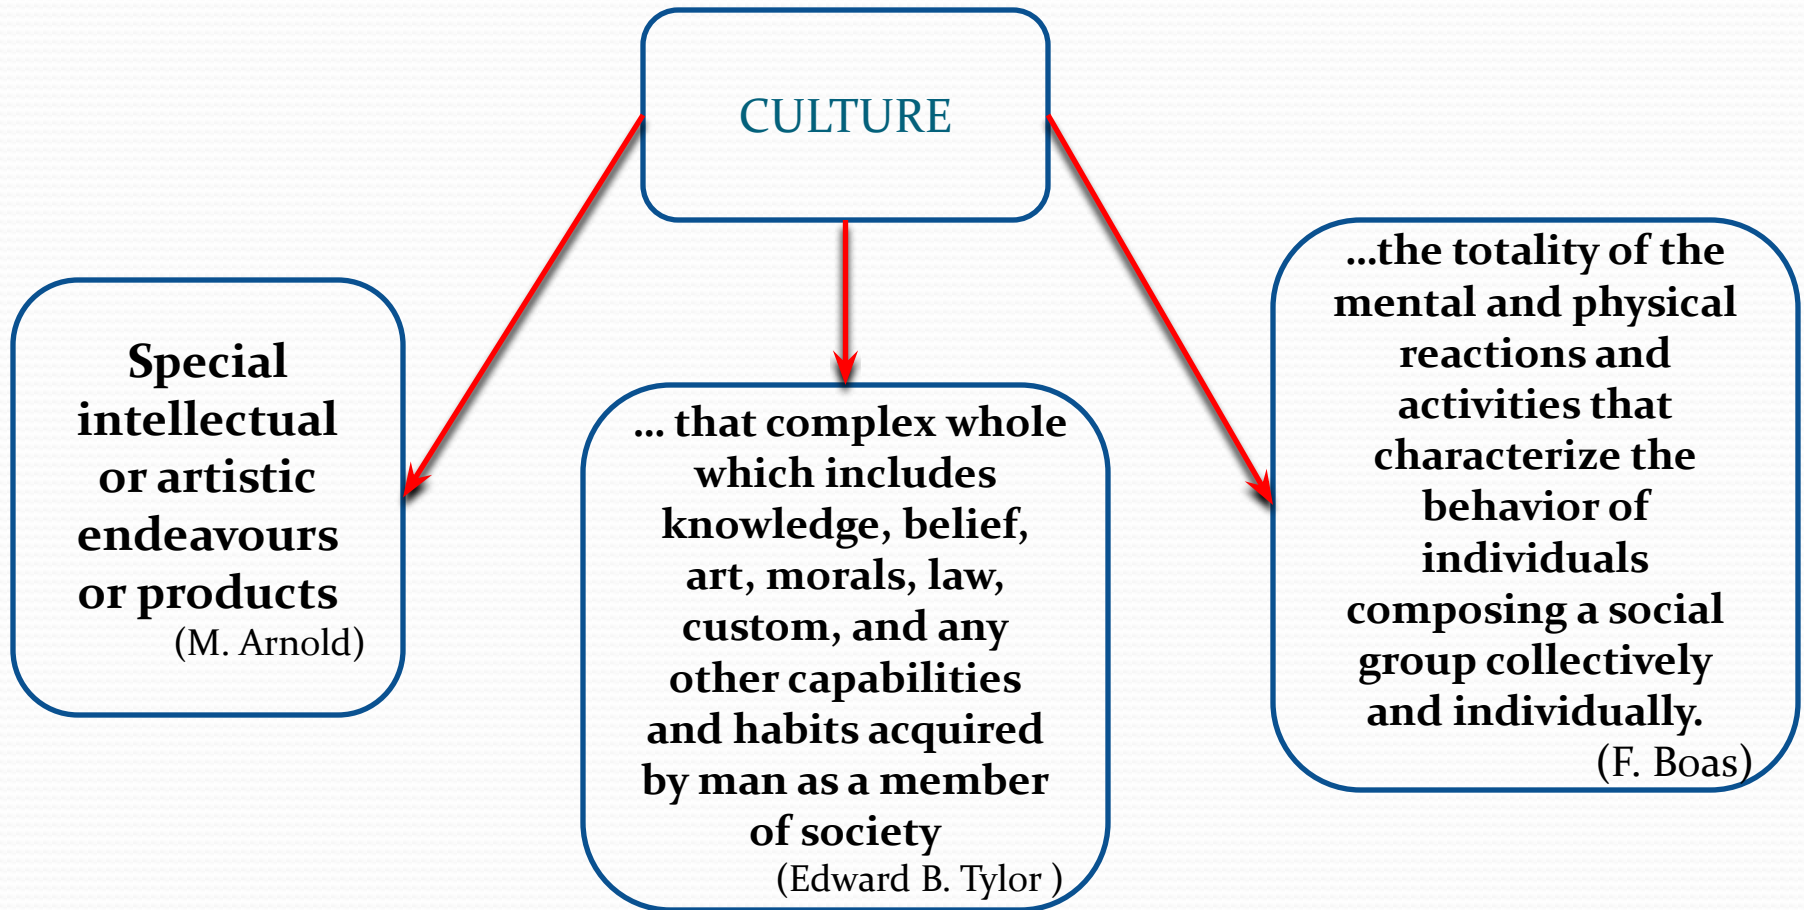 CULTURE
Special
intellectual
or artistic
endeavours
or products
(M. Arnold)
... that complex whole
which includes
knowledge, belief,
art, morals, law,
custom, and any
other capabilities
and habits acquired
by man as a member
of society
(Edward B. Tylor )
...the totality of the
mental and physical
reactions and
activities that
characterize the
behavior of
individuals
composing a social
group collectively
and individually.
(F. Boas)